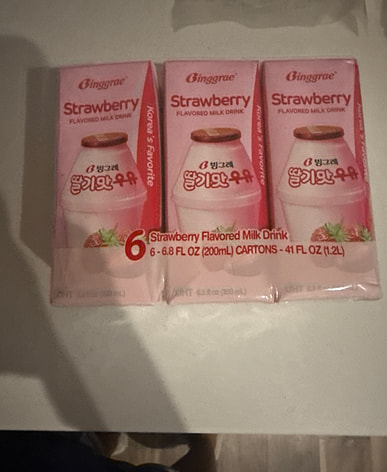 Binggrae
Strawberry
FLAVORED MILK DRINK
Korea's Favorite
빙그레
딸기맛우유
Binggrae
Strawberry
FLAVORED MILK DRINK
Korea's Favorite
빙그레
딸기맛우유
Binggrae
Strawberry
FLAVORED MILK DRINK
Korea's Favorite
빙그레
딸기맛우유
6 Strawberry Flavored Milk Drink
6 - 6.8 FL OZ (200mL) CARTONS - 41 FL OZ (1.2L)